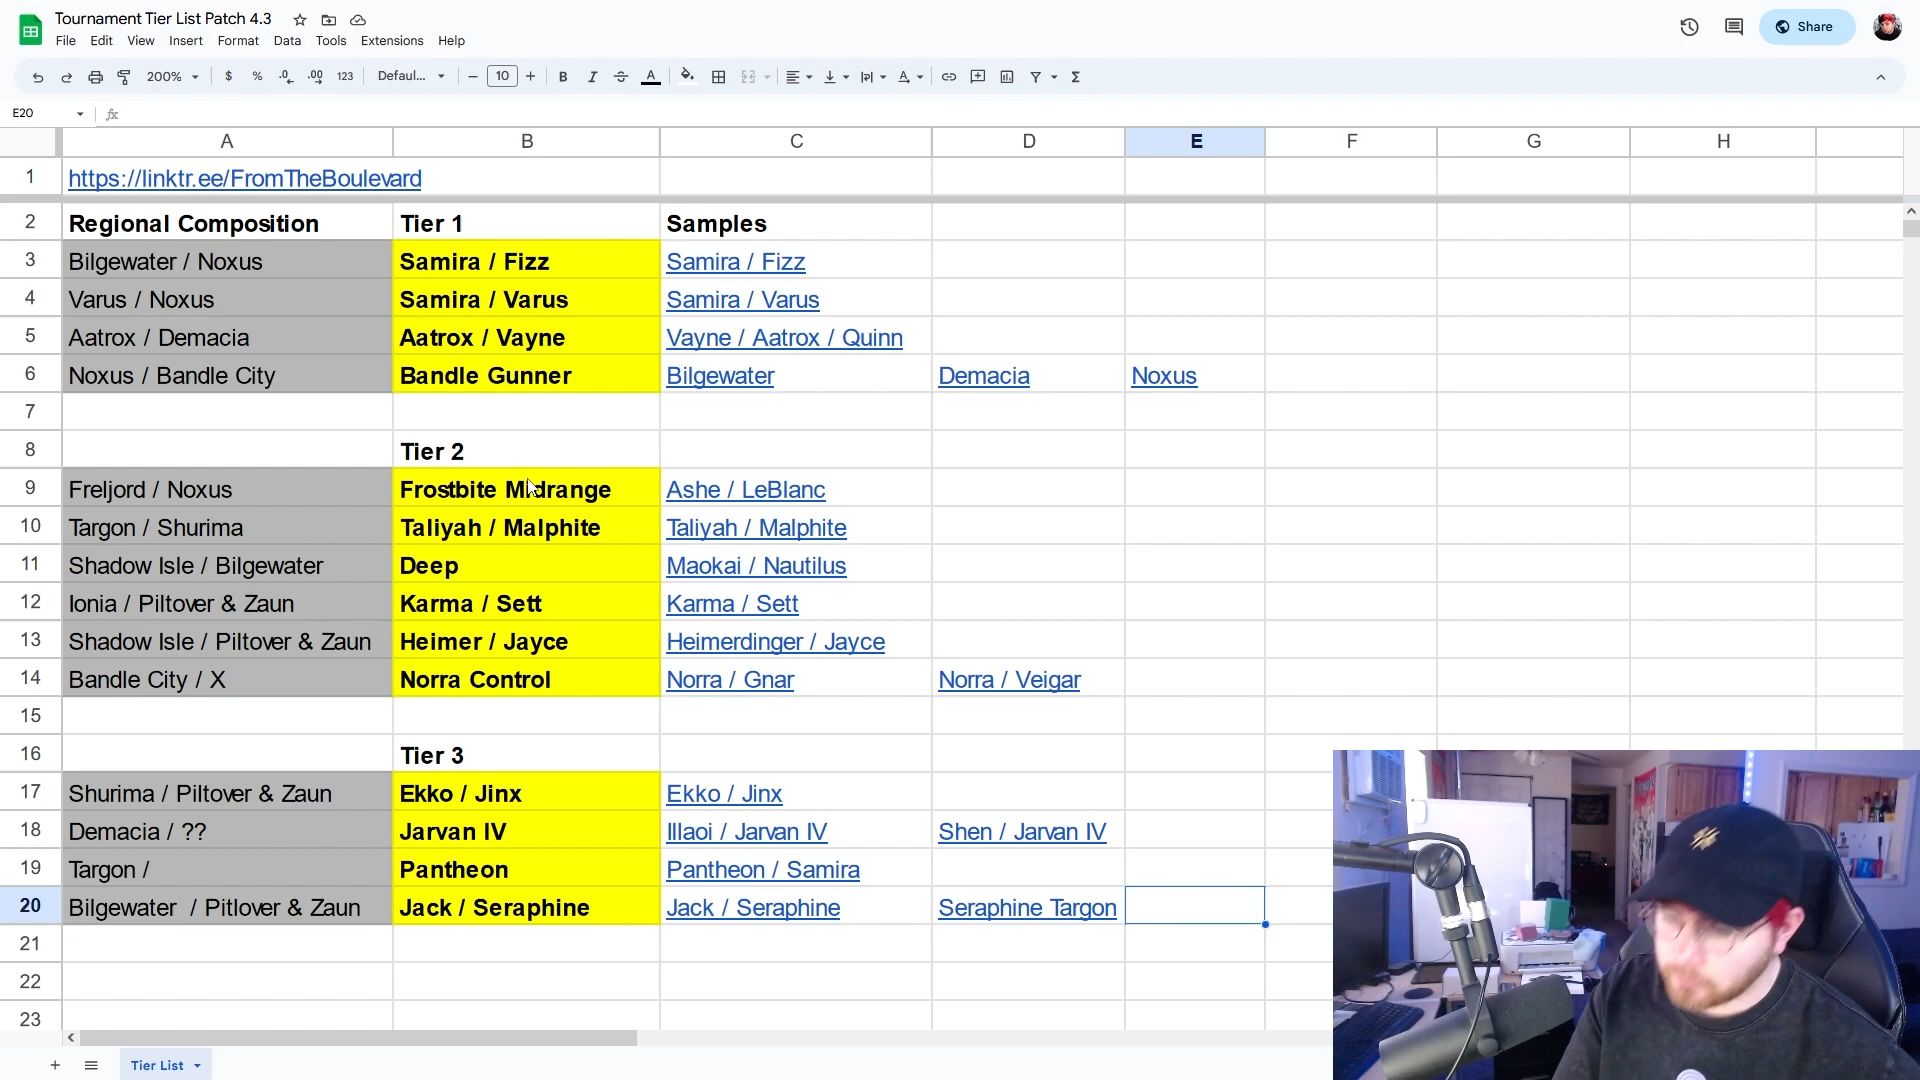 Tournament Tier List Patch 4.3
File Edit View Insert Format Data Tools Extensions Help
Share
200% $ % .0 .00 123 Defaul... 10 B I A
E20
A B C D E F G H
1 https://linktr.ee/FromTheBoulevard
2 Regional Composition Tier 1 Samples
3 Bilgewater / Noxus Samira / Fizz Samira / Fizz
4 Varus / Noxus Samira / Varus Samira / Varus
5 Aatrox / Demacia Aatrox / Vayne Vayne / Aatrox / Quinn
6 Noxus / Bandle City Bandle Gunner Bilgewater Demacia Noxus
7
8 Tier 2
9 Freljord / Noxus Frostbite Midrange Ashe / LeBlanc
10 Targon / Shurima Taliyah / Malphite Taliyah / Malphite
11 Shadow Isle / Bilgewater Deep Maokai / Nautilus
12 Ionia / Piltover & Zaun Karma / Sett Karma / Sett
13 Shadow Isle / Piltover & Zaun Heimer / Jayce Heimerdinger / Jayce
14 Bandle City / X Norra Control Norra / Gnar Norra / Veigar
15
16 Tier 3
17 Shurima / Piltover & Zaun Ekko / Jinx Ekko / Jinx
18 Demacia / ?? Jarvan IV Illaoi / Jarvan IV Shen / Jarvan IV
19 Targon / Pantheon Pantheon / Samira
20 Bilgewater / Pitlover & Zaun Jack / Seraphine Jack / Seraphine Seraphine Targon
21
22
23
Tier List